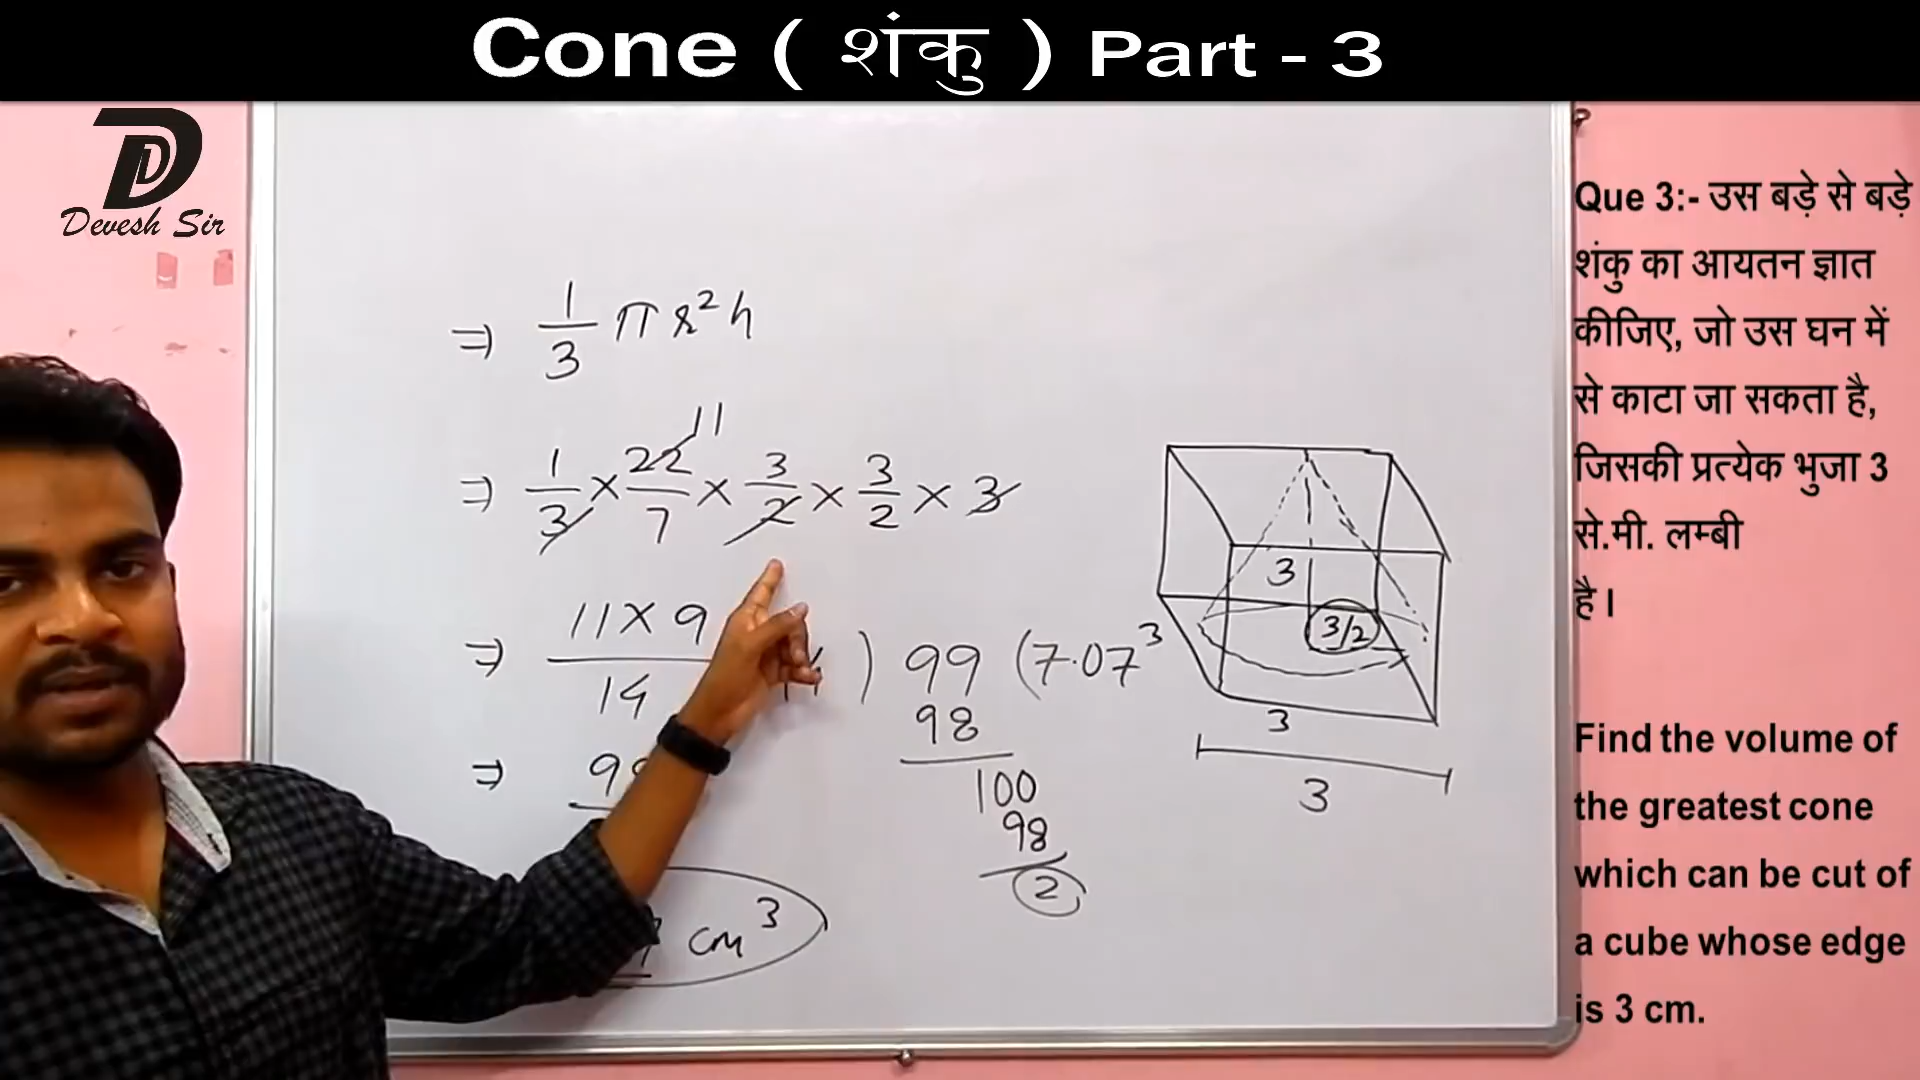 Cone ( शंकु ) Part - 3
D
Devesh Sir
⇒ 1/3 π r² h
11
⇒ 1/3 × 22/7 × 3/2 × 3/2 × 3
⇒ 11 × 9
14
) 99 (7.07³
98
100
98
2
⇒
cm³
3
3/2
3
3
Que 3:- उस बड़े से बड़े
शंकु का आयतन ज्ञात
कीजिए, जो उस घन में
से काटा जा सकता है,
जिसकी प्रत्येक भुजा 3
से.मी. लम्बी
है ।
Find the volume of
the greatest cone
which can be cut of
a cube whose edge
is 3 cm.